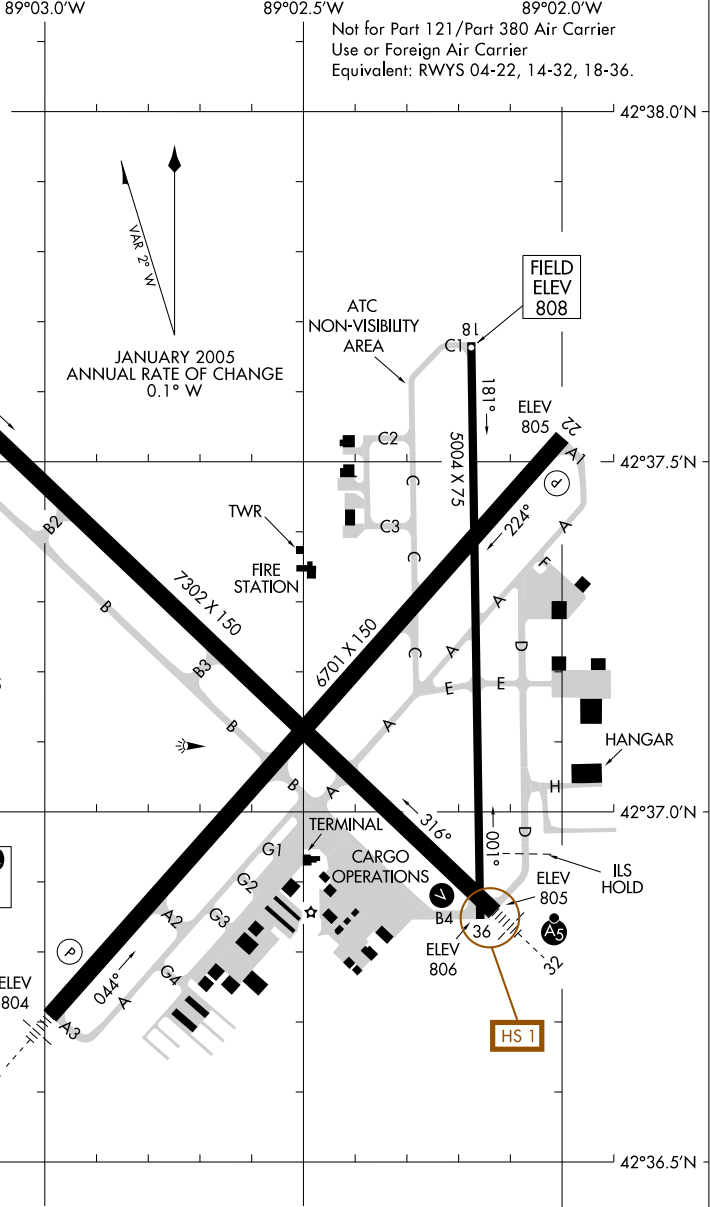 89°03.0'W
89°02.5'W
89°02.0'W
Not for Part 121/Part 380 Air Carrier
Use or Foreign Air Carrier
Equivalent: RWYS 04-22, 14-32, 18-36.
42°38.0'N
VAR 2° W
JANUARY 2005
ANNUAL RATE OF CHANGE
0.1° W
FIELD
ELEV
808
ATC
NON-VISIBILITY
AREA
18
C1
181°
5004 X 75
ELEV
805
22
A1
P
42°37.5'N
C2
C
C3
C
C
TWR
FIRE
STATION
224°
A
F
A
A
D
E
E
A
B2
B
7302 X 150
B3
B
6701 X 150
B
A
HANGAR
H
42°37.0'N
316°
001°
D
ILS
HOLD
TERMINAL
CARGO
OPERATIONS
G1
G2
G3
A2
G4
V
B4
ELEV
805
36
ELEV
806
A5
32
P
ELEV
804
044°
A
A3
HS 1
42°36.5'N